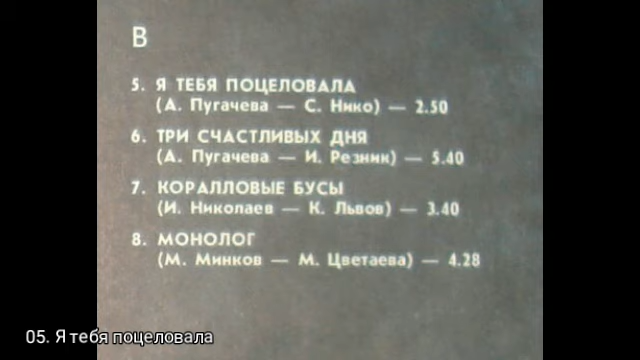 В
5. Я ТЕБЯ ПОЦЕЛОВАЛА
(А. Пугачева — С. Нико) — 2.50
6. ТРИ СЧАСТЛИВЫХ ДНЯ
(А. Пугачева — И. Резник) — 5.40
7. КОРАЛЛОВЫЕ БУСЫ
(И. Николаев — К. Львов) — 3.40
8. МОНОЛОГ
(М. Минков — М. Цветаева) — 4.28
05. Я тебя поцеловала